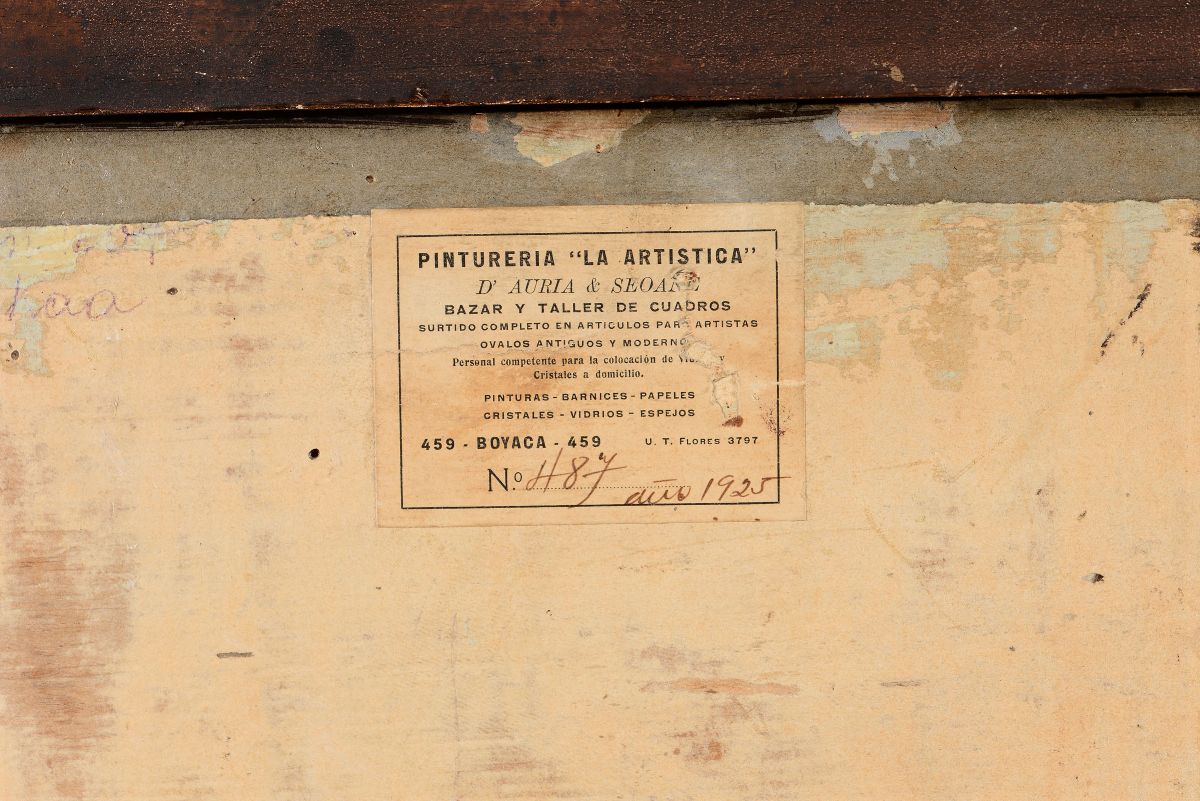 PINTURERIA "LA ARTISTICA"
D' AURIA & SEOANE
BAZAR Y TALLER DE CUADROS
SURTIDO COMPLETO EN ARTICULOS PARA ARTISTAS
OVALOS ANTIGUOS Y MODERNOS
Personal competente para la colocación de Vidrios y
Cristales a domicilio.
PINTURAS - BARNICES - PAPELES
CRISTALES - VIDRIOS - ESPEJOS
459 - BOYACA - 459 U. T. FLORES 3797
N.º 487
año 1925